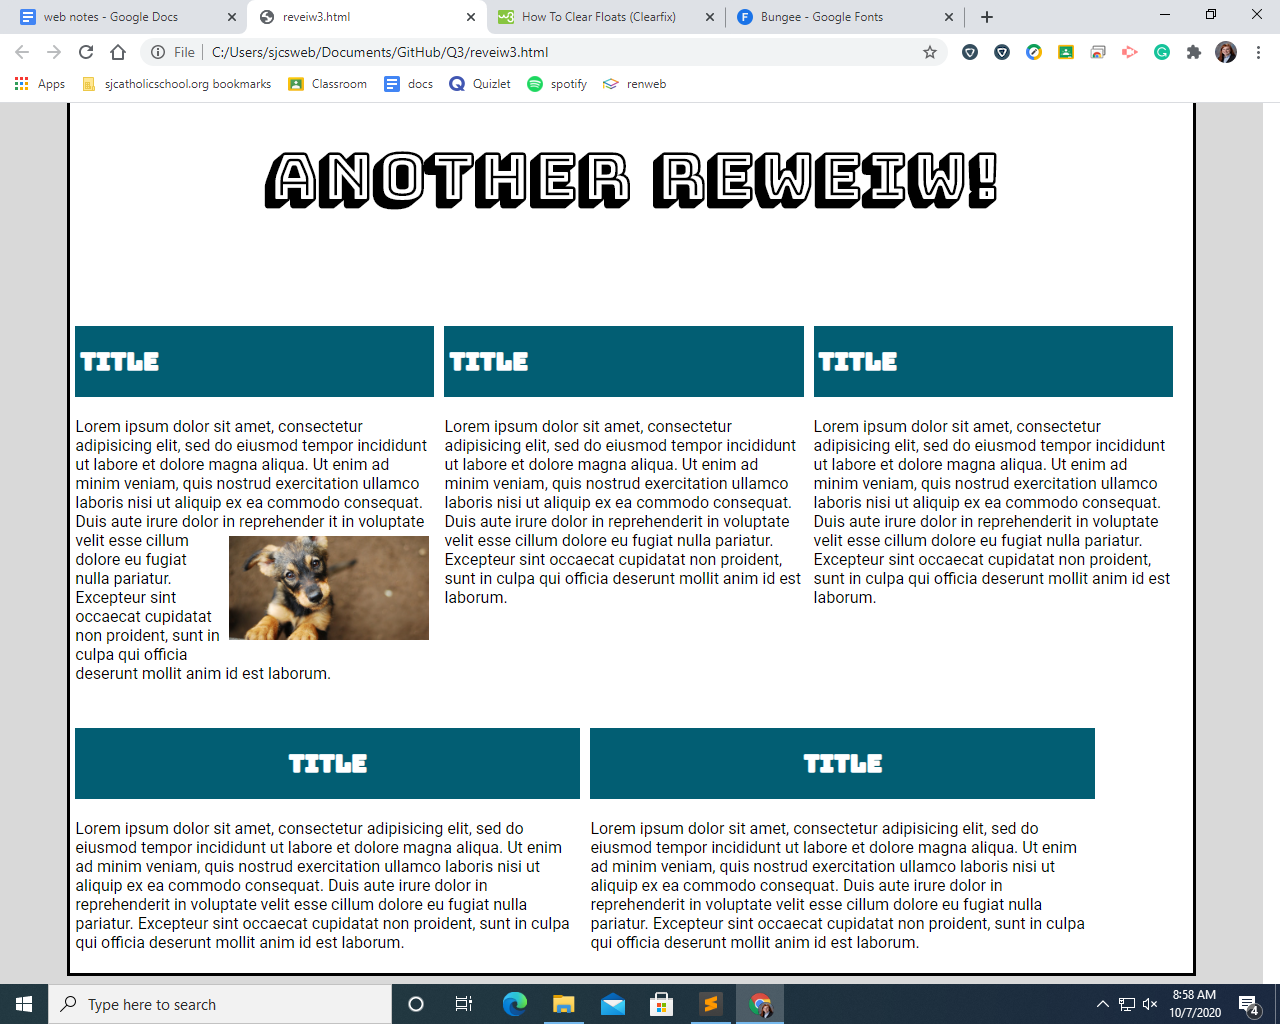 web notes - Google Docs
reveiw3.html
How To Clear Floats (Clearfix)
Bungee - Google Fonts
File
C:/Users/sjcsweb/Documents/GitHub/Q3/reveiw3.html
Apps
sjcatholicschool.org bookmarks
Classroom
docs
Quizlet
spotify
renweb
ANOTHER REWEIW!
TITLE
Lorem ipsum dolor sit amet, consectetur
adipisicing elit, sed do eiusmod tempor incididunt
ut labore et dolore magna aliqua. Ut enim ad
minim veniam, quis nostrud exercitation ullamco
laboris nisi ut aliquip ex ea commodo consequat.
Duis aute irure dolor in reprehender it in voluptate
velit esse cillum
dolore eu fugiat
nulla pariatur.
Excepteur sint
occaecat cupidatat
non proident, sunt in
culpa qui officia
deserunt mollit anim id est laborum.
TITLE
Lorem ipsum dolor sit amet, consectetur
adipisicing elit, sed do eiusmod tempor incididunt
ut labore et dolore magna aliqua. Ut enim ad
minim veniam, quis nostrud exercitation ullamco
laboris nisi ut aliquip ex ea commodo consequat.
Duis aute irure dolor in reprehenderit in voluptate
velit esse cillum dolore eu fugiat nulla pariatur.
Excepteur sint occaecat cupidatat non proident,
sunt in culpa qui officia deserunt mollit anim id est
laborum.
TITLE
Lorem ipsum dolor sit amet, consectetur
adipisicing elit, sed do eiusmod tempor incididunt
ut labore et dolore magna aliqua. Ut enim ad
minim veniam, quis nostrud exercitation ullamco
laboris nisi ut aliquip ex ea commodo consequat.
Duis aute irure dolor in reprehenderit in voluptate
velit esse cillum dolore eu fugiat nulla pariatur.
Excepteur sint occaecat cupidatat non proident,
sunt in culpa qui officia deserunt mollit anim id est
laborum.
TITLE
Lorem ipsum dolor sit amet, consectetur adipisicing elit, sed do
eiusmod tempor incididunt ut labore et dolore magna aliqua. Ut enim
ad minim veniam, quis nostrud exercitation ullamco laboris nisi ut
aliquip ex ea commodo consequat. Duis aute irure dolor in
reprehenderit in voluptate velit esse cillum dolore eu fugiat nulla
pariatur. Excepteur sint occaecat cupidatat non proident, sunt in culpa
qui officia deserunt mollit anim id est laborum.
TITLE
Lorem ipsum dolor sit amet, consectetur adipisicing elit, sed do
eiusmod tempor incididunt ut labore et dolore magna aliqua. Ut enim
ad minim veniam, quis nostrud exercitation ullamco laboris nisi ut
aliquip ex ea commodo consequat. Duis aute irure dolor in
reprehenderit in voluptate velit esse cillum dolore eu fugiat nulla
pariatur. Excepteur sint occaecat cupidatat non proident, sunt in culpa
qui officia deserunt mollit anim id est laborum.
Type here to search
8:58 AM
10/7/2020
4